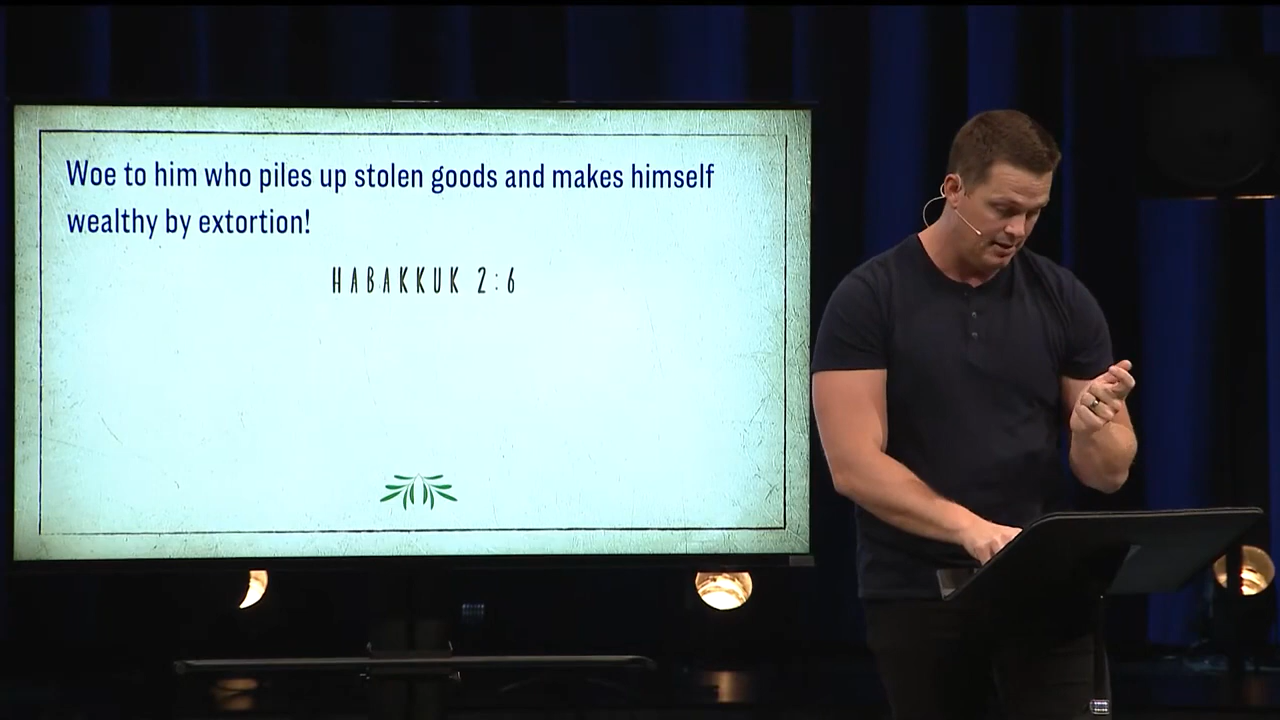 Woe to him who piles up stolen goods and makes himself
wealthy by extortion!
HABAKKUK 2:6